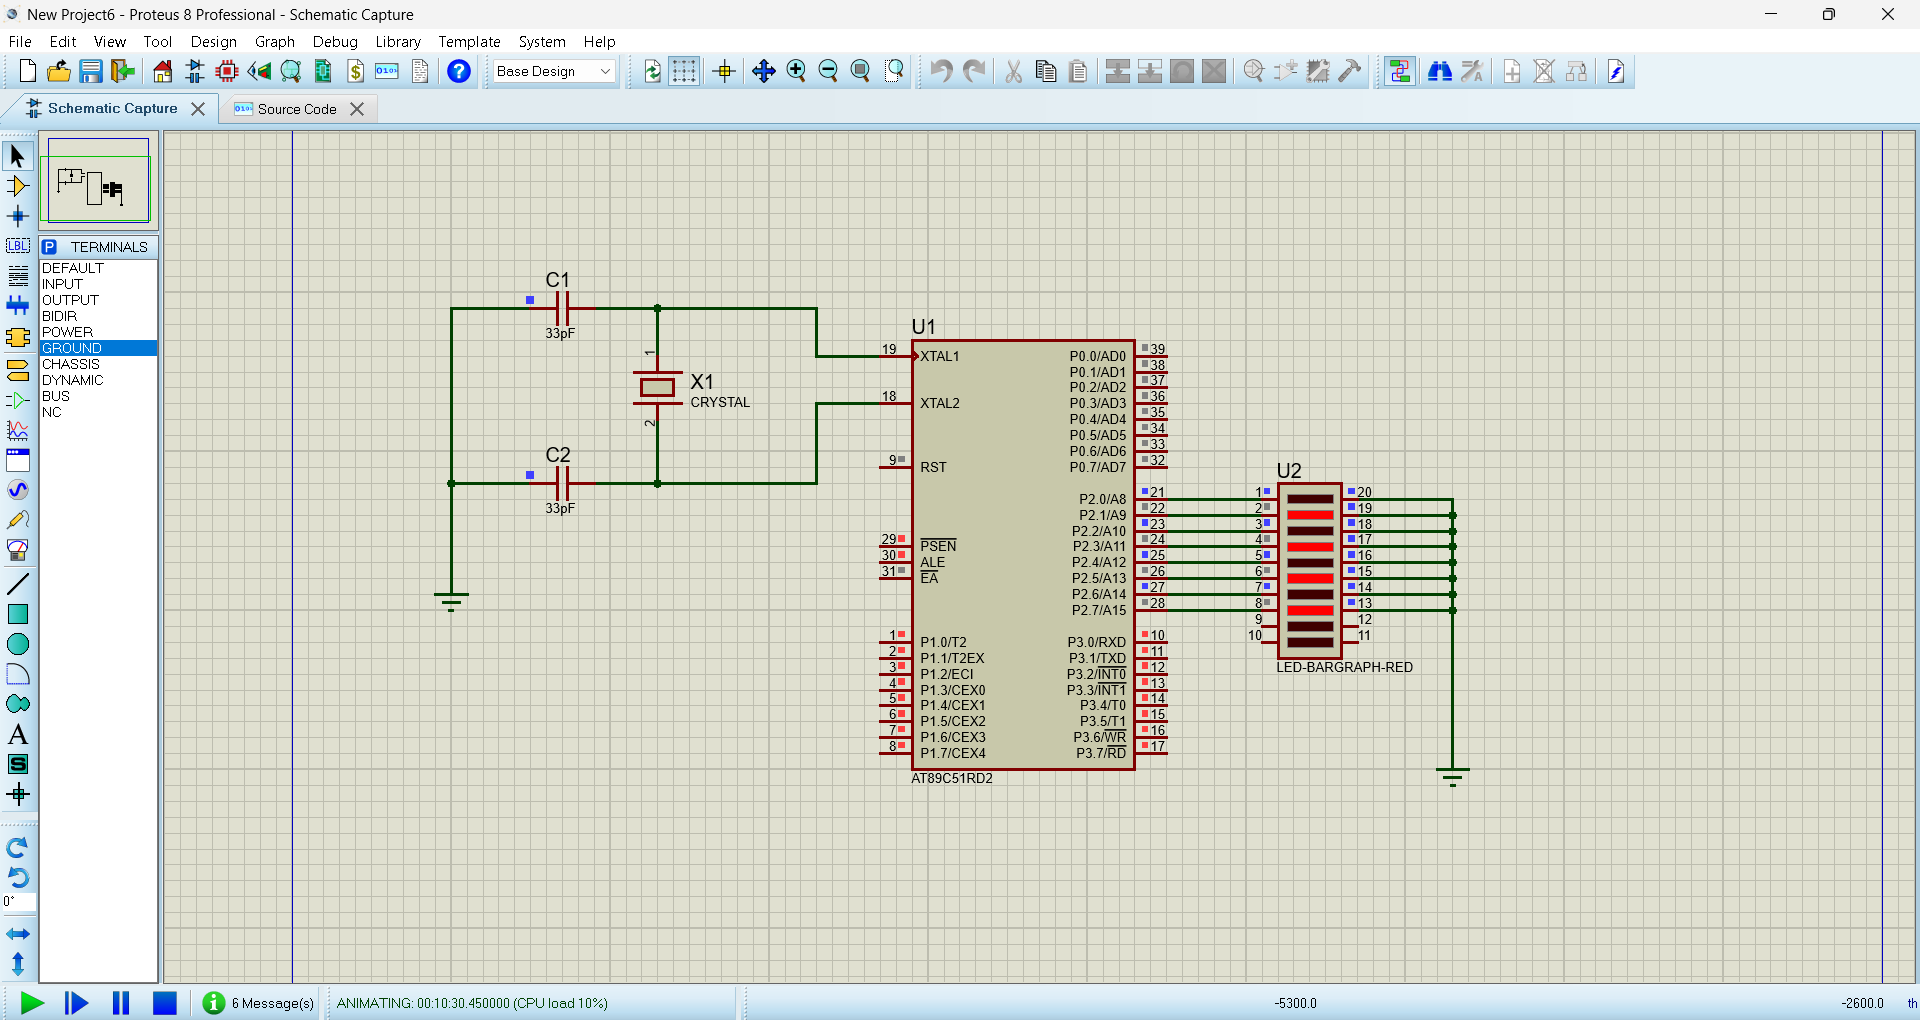 New Project6 - Proteus 8 Professional - Schematic Capture
File Edit View Tool Design Graph Debug Library Template System Help
Base Design
Schematic Capture
Source Code
TERMINALS
DEFAULT
INPUT
OUTPUT
BIDIR
POWER
GROUND
CHASSIS
DYNAMIC
BUS
NC
LBL
A
S
0°
C1
33pF
C2
33pF
1
X1
CRYSTAL
2
U1
19 XTAL1
18 XTAL2
9 RST
29 PSEN
30 ALE
31 EA
1 P1.0/T2
2 P1.1/T2EX
3 P1.2/ECI
4 P1.3/CEX0
5 P1.4/CEX1
6 P1.5/CEX2
7 P1.6/CEX3
8 P1.7/CEX4
P0.0/AD0 39
P0.1/AD1 38
P0.2/AD2 37
P0.3/AD3 36
P0.4/AD4 35
P0.5/AD5 34
P0.6/AD6 33
P0.7/AD7 32
P2.0/A8 21
P2.1/A9 22
P2.2/A10 23
P2.3/A11 24
P2.4/A12 25
P2.5/A13 26
P2.6/A14 27
P2.7/A15 28
P3.0/RXD 10
P3.1/TXD 11
P3.2/INT0 12
P3.3/INT1 13
P3.4/T0 14
P3.5/T1 15
P3.6/WR 16
P3.7/RD 17
AT89C51RD2
U2
1 20
2 19
3 18
4 17
5 16
6 15
7 14
8 13
9 12
10 11
LED-BARGRAPH-RED
6 Message(s)
ANIMATING: 00:10:30.450000 (CPU load 10%)
-5300.0
-2600.0
th